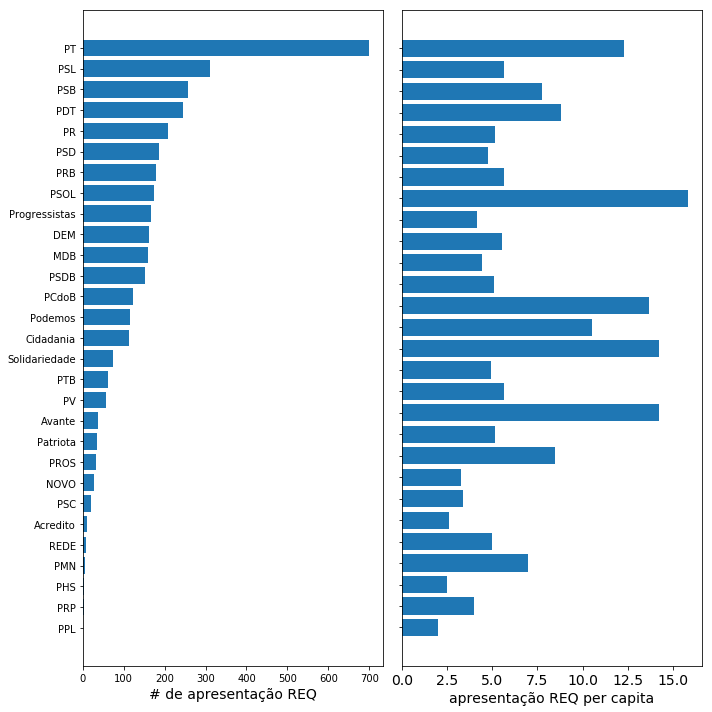 PT
PSL
PSB
PDT
PR
PSD
PRB
PSOL
Progressistas
DEM
MDB
PSDB
PCdoB
Podemos
Cidadania
Solidariedade
PTB
PV
Avante
Patriota
PROS
NOVO
PSC
Acredito
REDE
PMN
PHS
PRP
PPL
0 100 200 300 400 500 600 700
# de apresentação REQ
0.0 2.5 5.0 7.5 10.0 12.5 15.0
apresentação REQ per capita